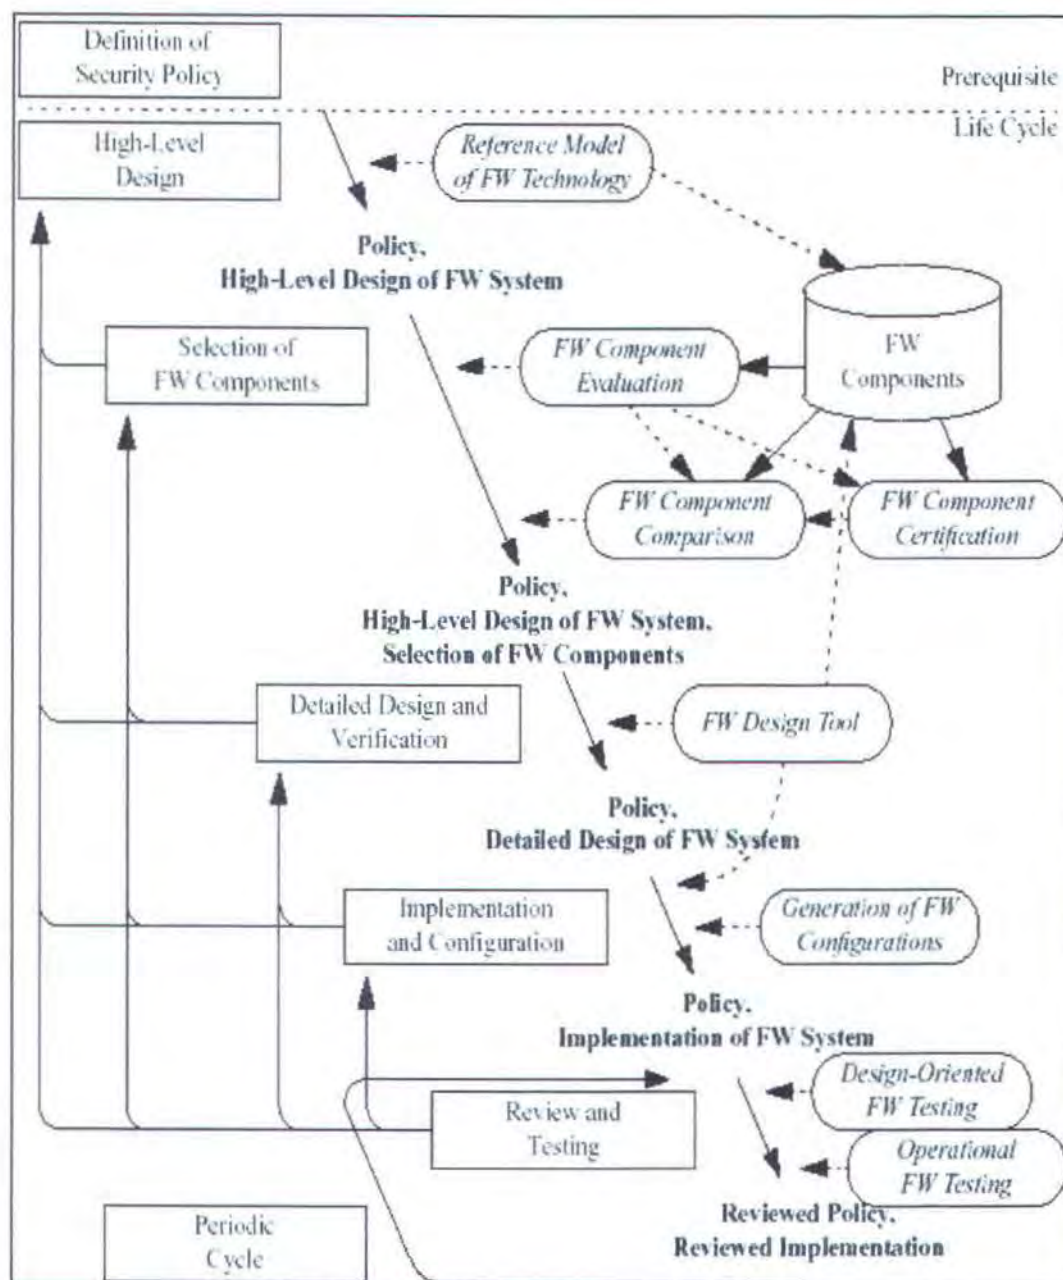 Definition of
Security Policy
Prerequisite
Life Cycle
High-Level
Design
Reference Model
of FW Technology
Policy,
High-Level Design of FW System
Selection of
FW Components
FW Component
Evaluation
FW
Components
FW Component
Comparison
FW Component
Certification
Policy,
High-Level Design of FW System,
Selection of FW Components
Detailed Design and
Verification
FW Design Tool
Policy,
Detailed Design of FW System
Implementation
and Configuration
Generation of FW
Configurations
Policy,
Implementation of FW System
Design-Oriented
FW Testing
Review and
Testing
Operational
FW Testing
Reviewed Policy,
Reviewed Implementation
Periodic
Cycle